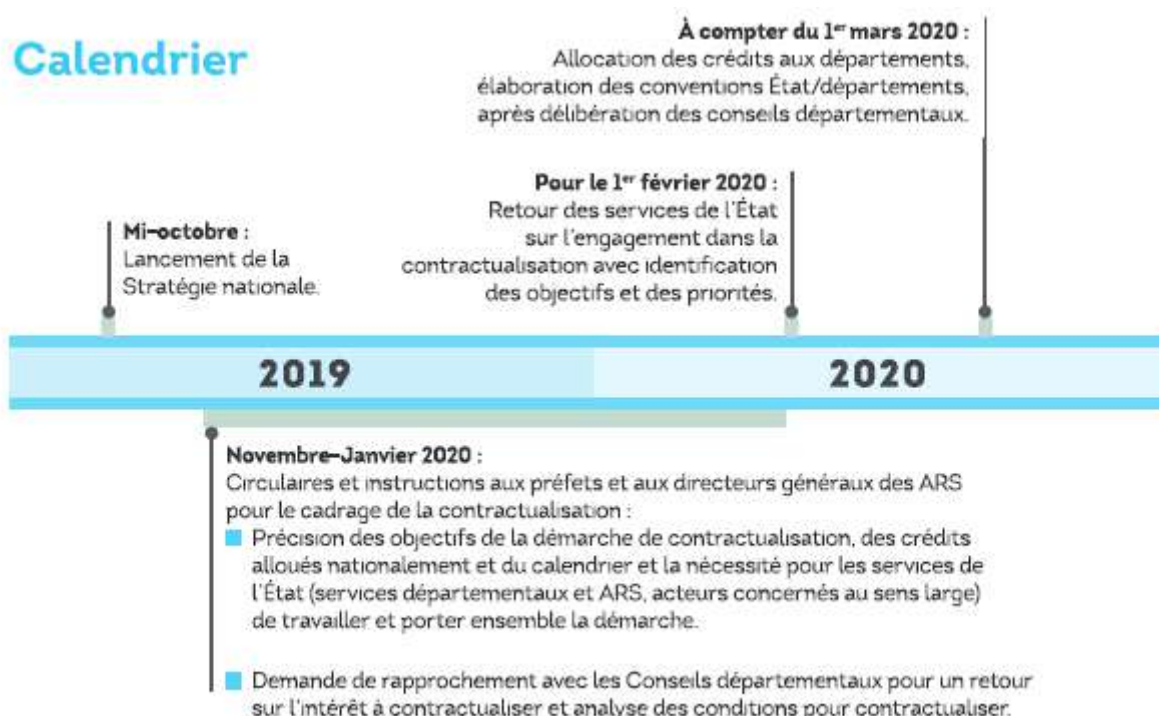 Calendrier
À compter du 1er mars 2020 :
Allocation des crédits aux départements,
élaboration des conventions État/départements,
après délibération des conseils départementaux.
Pour le 1er février 2020 :
Retour des services de l'État
sur l'engagement dans la
contractualisation avec identification
des objectifs et des priorités.
Mi-octobre :
Lancement de la
Stratégie nationale.
2019
2020
Novembre-Janvier 2020 :
Circulaires et instructions aux préfets et aux directeurs généraux des ARS
pour le cadrage de la contractualisation :
Précision des objectifs de la démarche de contractualisation, des crédits
alloués nationalement et du calendrier et la nécessité pour les services de
l'État (services départementaux et ARS, acteurs concernés au sens large)
de travailler et porter ensemble la démarche.
Demande de rapprochement avec les Conseils départementaux pour un retour
sur l'intérêt à contractualiser et analyse des conditions pour contractualiser.